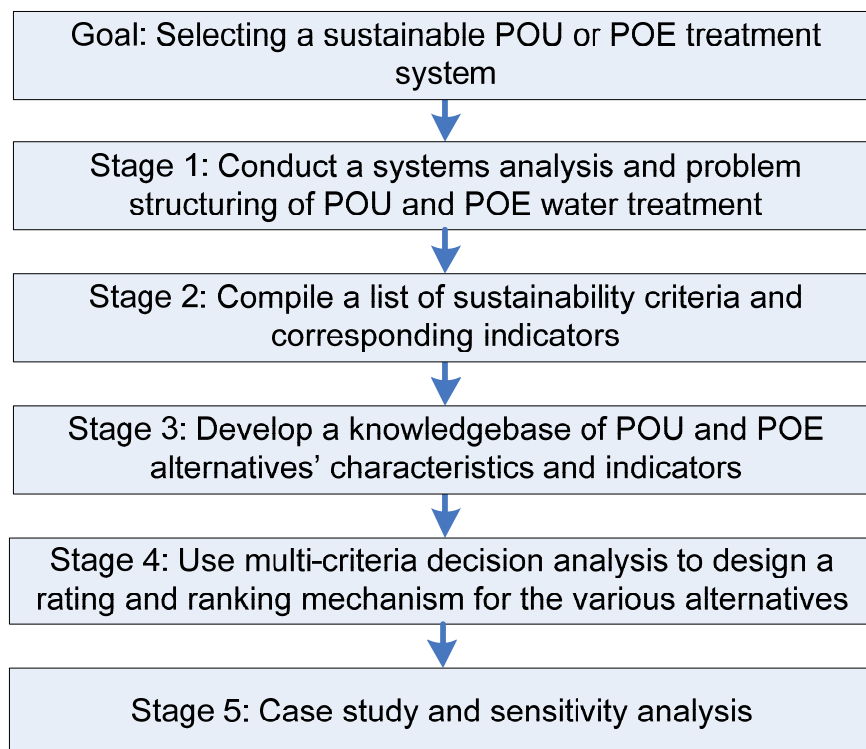 Goal: Selecting a sustainable POU or POE treatment
system
Stage 1: Conduct a systems analysis and problem
structuring of POU and POE water treatment
Stage 2: Compile a list of sustainability criteria and
corresponding indicators
Stage 3: Develop a knowledgebase of POU and POE
alternatives’ characteristics and indicators
Stage 4: Use multi-criteria decision analysis to design a
rating and ranking mechanism for the various alternatives
Stage 5: Case study and sensitivity analysis